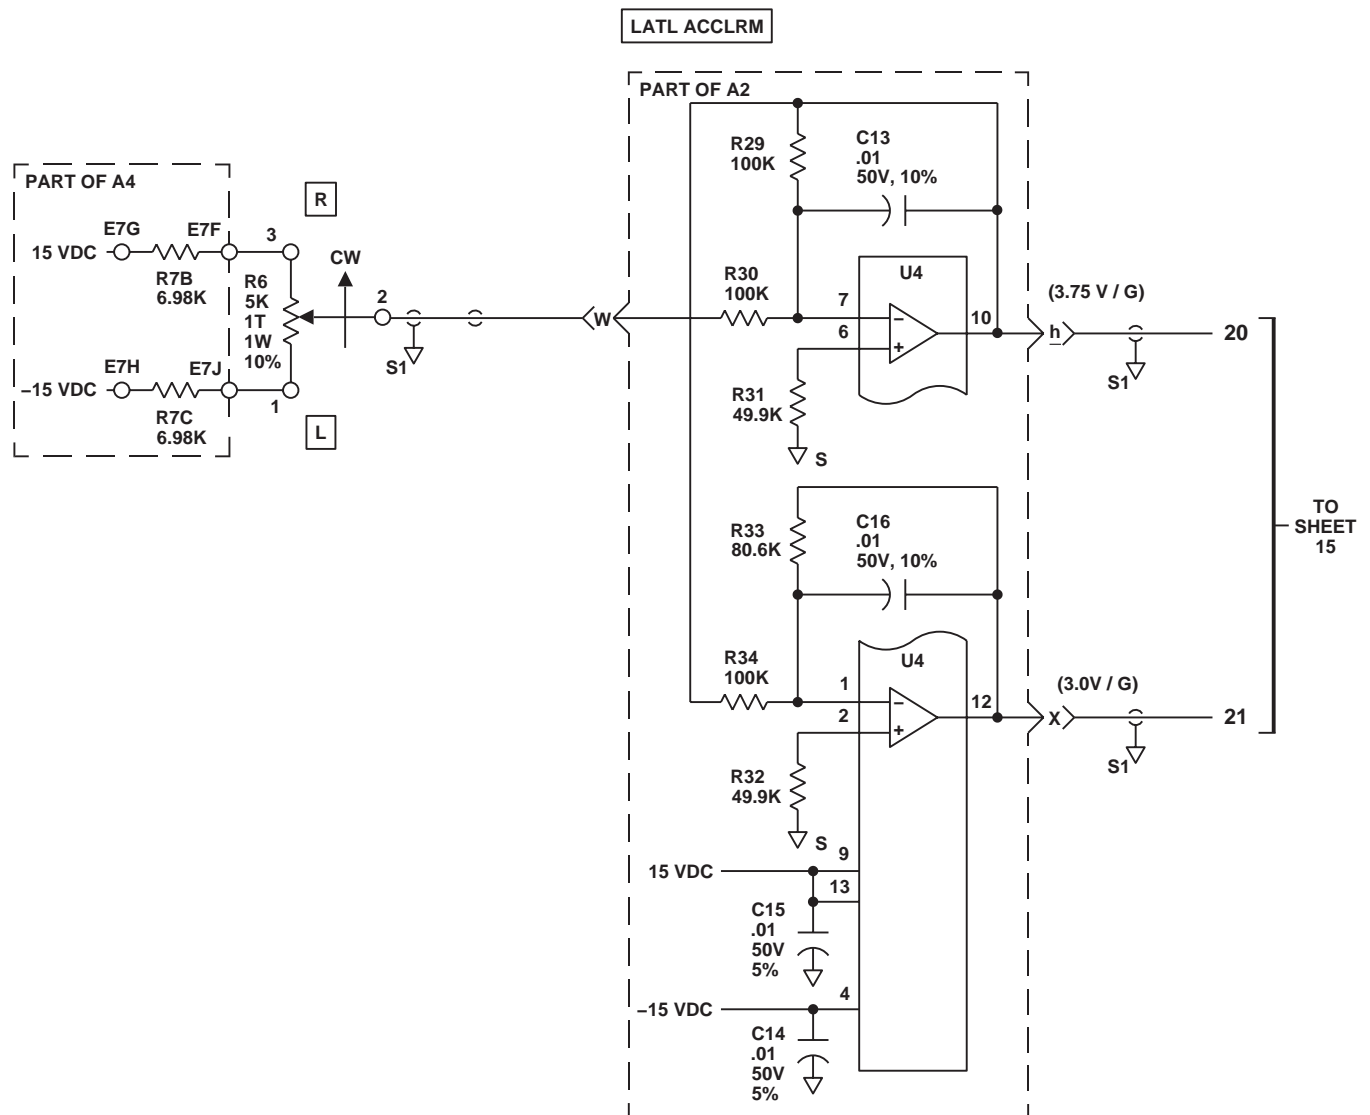 LATL ACCLRM
PART OF A2
R29
100K
C13
.01
50V, 10%
PART OF A4
R
E7G
E7F
3
15 VDC
R7B
6.98K
R6
5K
1T
1W
10%
CW
2
S1
E7H
E7J
–15 VDC
1
R7C
6.98K
L
W
R30
100K
U4
7
–
6
+
10
(3.75 V / G)
h
20
S1
R31
49.9K
S
R33
80.6K
C16
.01
50V, 10%
TO
SHEET
15
R34
100K
U4
1
–
2
+
12
(3.0V / G)
X
21
S1
R32
49.9K
S
9
15 VDC
13
C15
.01
50V
5%
4
–15 VDC
C14
.01
50V
5%